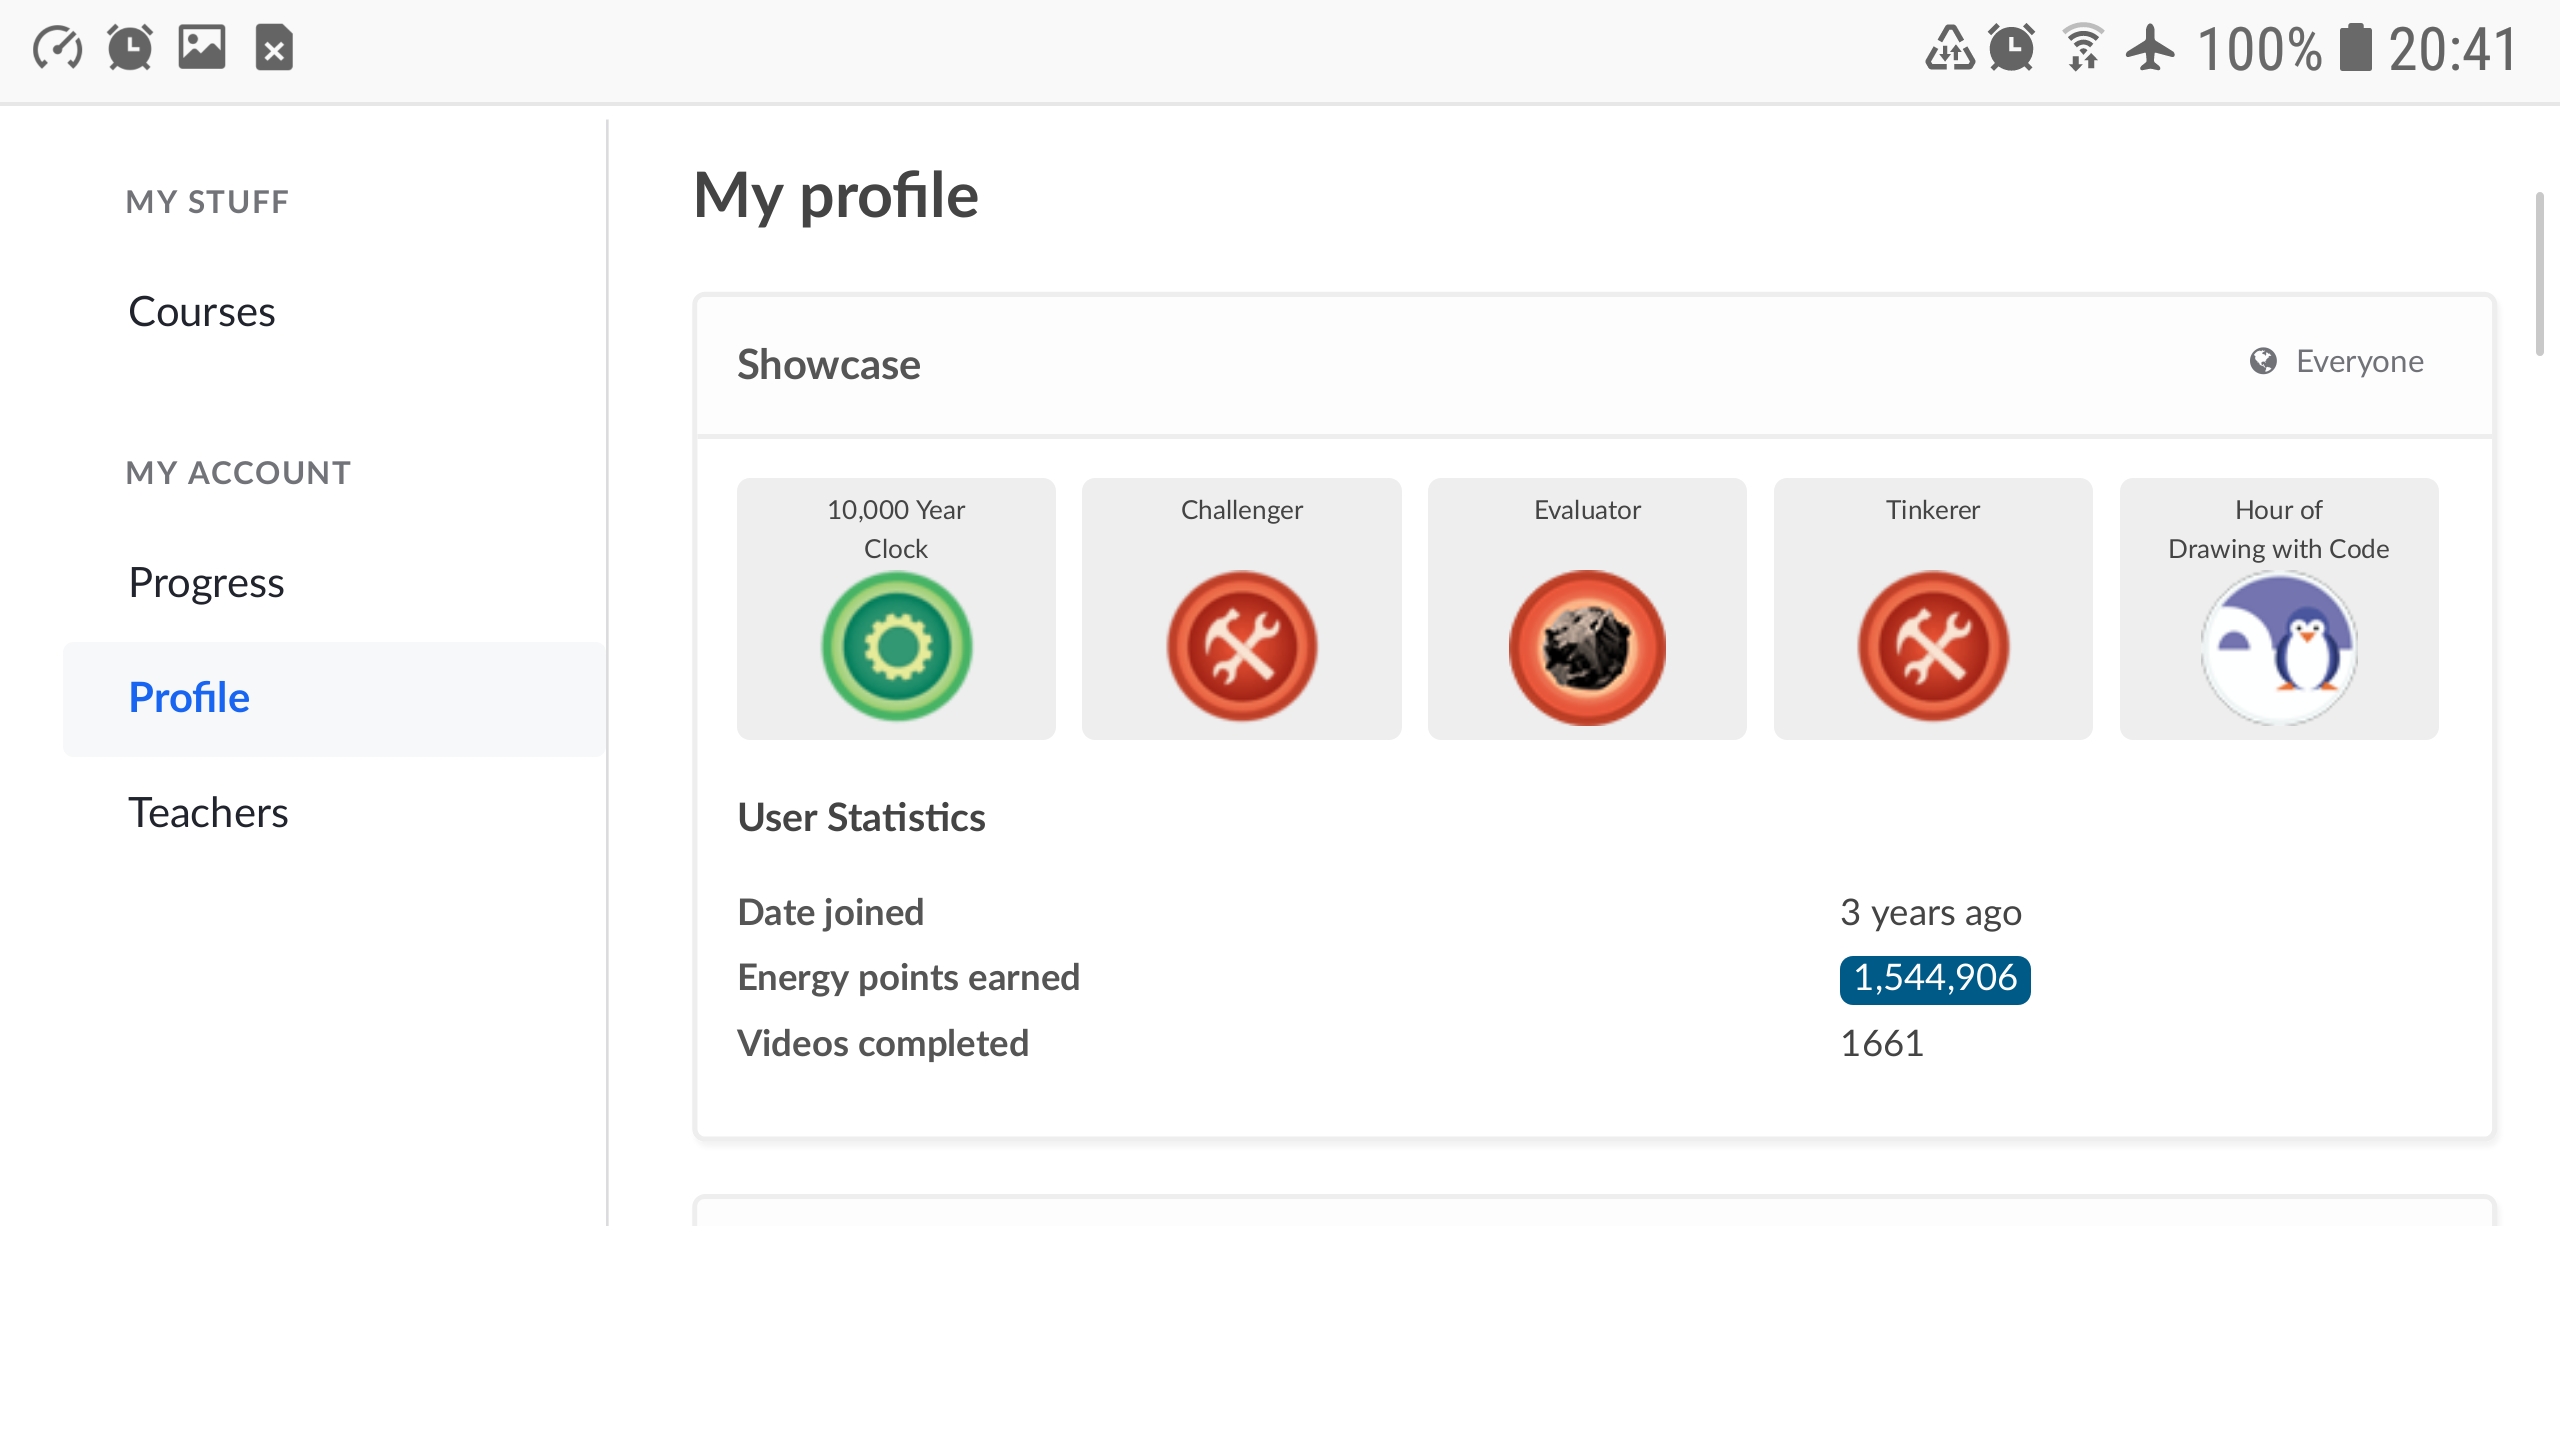 100% 20:41
MY STUFF
Courses
MY ACCOUNT
Progress
Profile
Teachers
My profile
Showcase
Everyone
10,000 Year
Clock
Challenger
Evaluator
Tinkerer
Hour of
Drawing with Code
User Statistics
Date joined 3 years ago
Energy points earned 1,544,906
Videos completed 1661